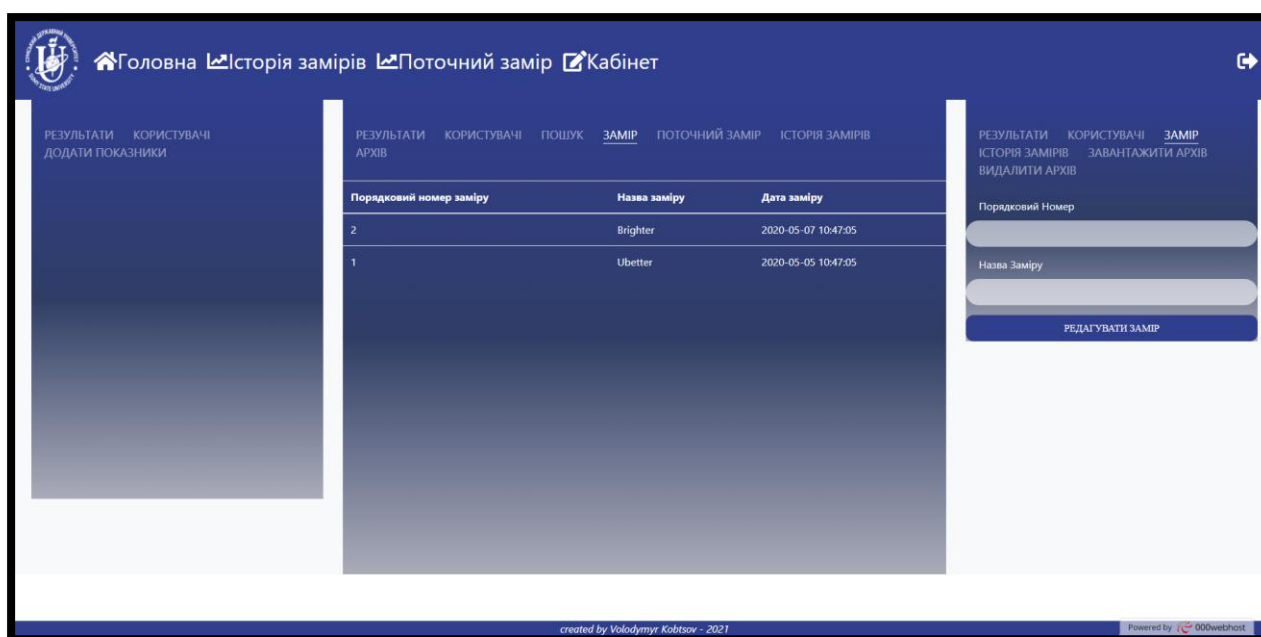 Головна Історія замірів Поточний замір Кабінет
РЕЗУЛЬТАТИ КОРИСТУВАЧІ
ДОДАТИ ПОКАЗНИКИ
РЕЗУЛЬТАТИ КОРИСТУВАЧІ ПОШУК ЗАМІР ПОТОЧНИЙ ЗАМІР ІСТОРІЯ ЗАМІРІВ
АРХІВ
Порядковий номер заміру Назва заміру Дата заміру
2 Brighter 2020-05-07 10:47:05
1 Ubetter 2020-05-05 10:47:05
РЕЗУЛЬТАТИ КОРИСТУВАЧІ ЗАМІР
ІСТОРІЯ ЗАМІРІВ ЗАВАНТАЖИТИ АРХІВ
ВИДАЛИТИ АРХІВ
Порядковий Номер
Назва Заміру
РЕДАГУВАТИ ЗАМІР
created by Volodymyr Kobtsov - 2021
Powered by 000webhost